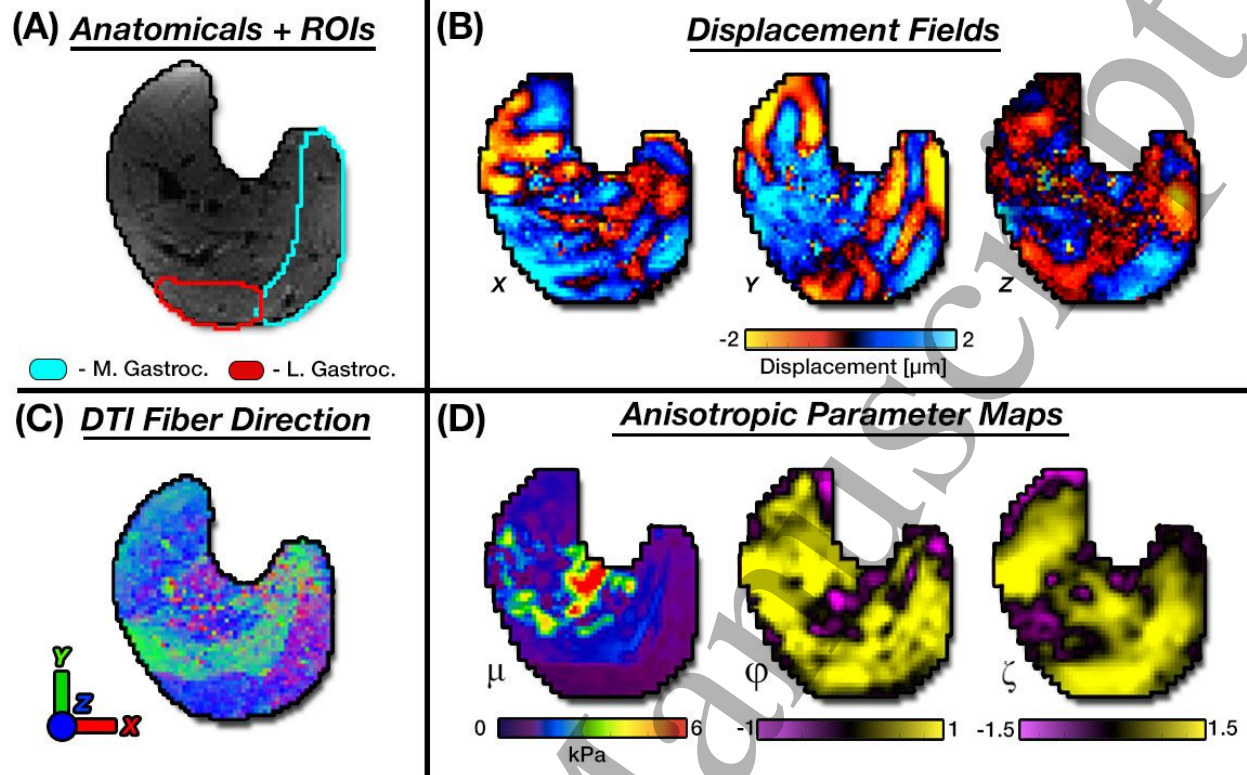 (A) Anatomicals + ROIs
- M. Gastroc. - L. Gastroc.
(B) Displacement Fields
X Y Z
-2 2
Displacement [μm]
(C) DTI Fiber Direction
Y
Z
X
(D) Anisotropic Parameter Maps
μ φ ζ
0 6 -1 1 -1.5 1.5
kPa
Manuscript